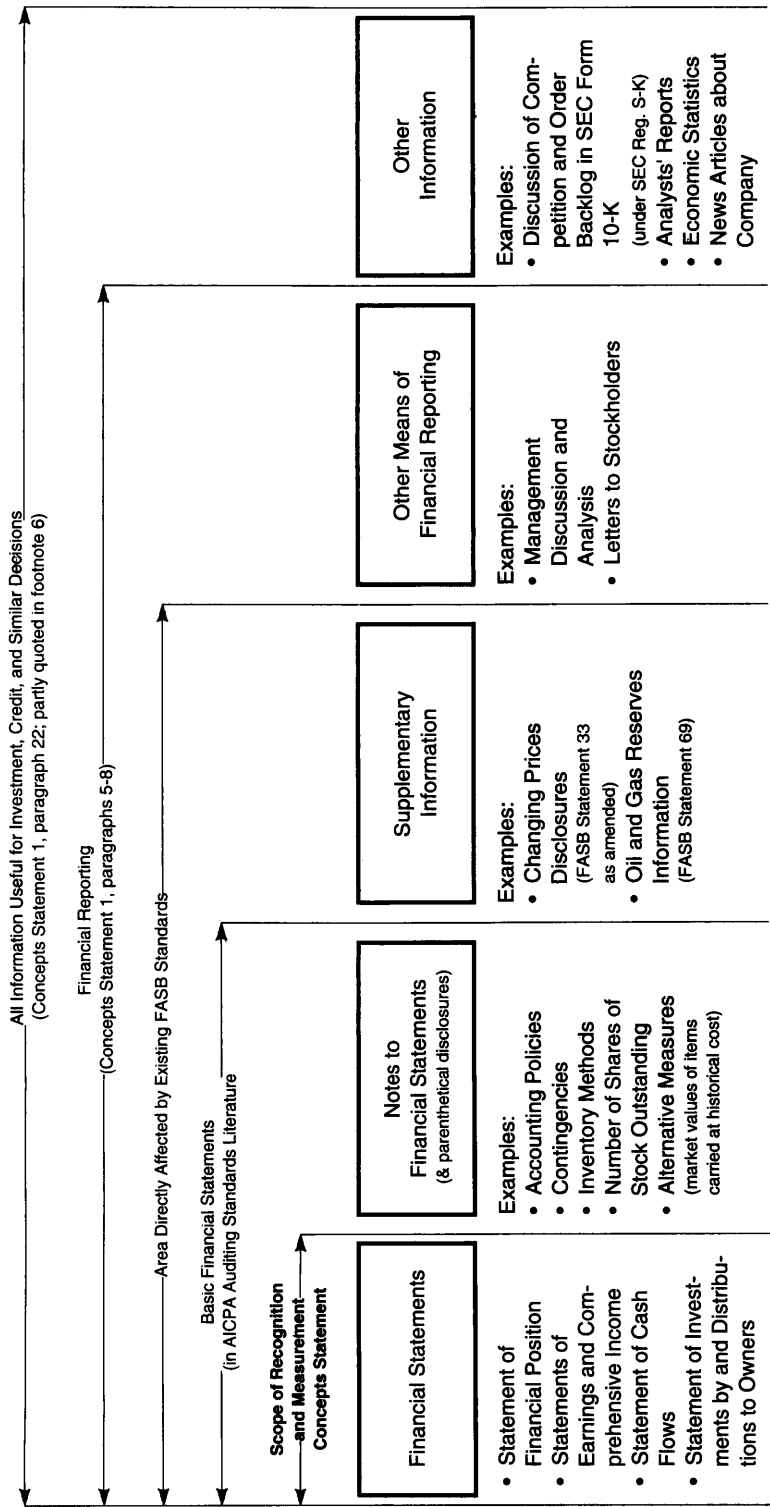 All Information Useful for Investment, Credit, and Similar Decisions
(Concepts Statement 1, paragraph 22; partly quoted in footnote 6)
Financial Reporting
(Concepts Statement 1, paragraphs 5-8)
Area Directly Affected by Existing FASB Standards
Basic Financial Statements
(in AICPA Auditing Standards Literature
Scope of Recognition
and Measurement
Concepts Statement
Financial Statements
• Statement of
Financial Position
• Statements of
Earnings and Com-
prehensive Income
• Statement of Cash
Flows
• Statement of Invest-
ments by and Distribu-
tions to Owners
Notes to
Financial Statements
(& parenthetical disclosures)
Examples:
• Accounting Policies
• Contingencies
• Inventory Methods
• Number of Shares of
Stock Outstanding
• Alternative Measures
(market values of items
carried at historical cost)
Supplementary
Information
Examples:
• Changing Prices
Disclosures
(FASB Statement 33
as amended)
• Oil and Gas Reserves
Information
(FASB Statement 69)
Other Means of
Financial Reporting
Examples:
• Management
Discussion and
Analysis
• Letters to Stockholders
Other
Information
Examples:
• Discussion of Com-
petition and Order
Backlog in SEC Form
10-K
(under SEC Reg. S-K)
• Analysts' Reports
• Economic Statistics
• News Articles about
Company